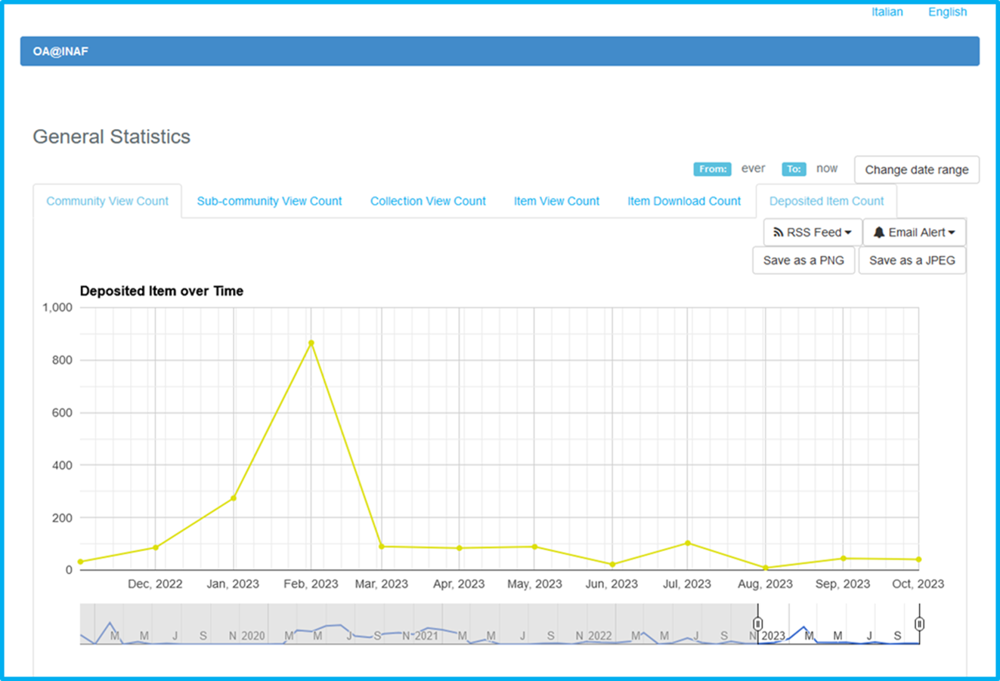 Italian English
OA@INAF
General Statistics
From: ever To: now Change date range
Community View Count Sub-community View Count Collection View Count Item View Count Item Download Count Deposited Item Count
RSS Feed Email Alert
Save as a PNG Save as a JPEG
Deposited Item over Time
1,000
800
600
400
200
0
Dec, 2022 Jan, 2023 Feb, 2023 Mar, 2023 Apr, 2023 May, 2023 Jun, 2023 Jul, 2023 Aug, 2023 Sep, 2023 Oct, 2023
M M J S N 2020 M M J S N 2021 M M J S N 2022 M M J S N 2023 M M J S